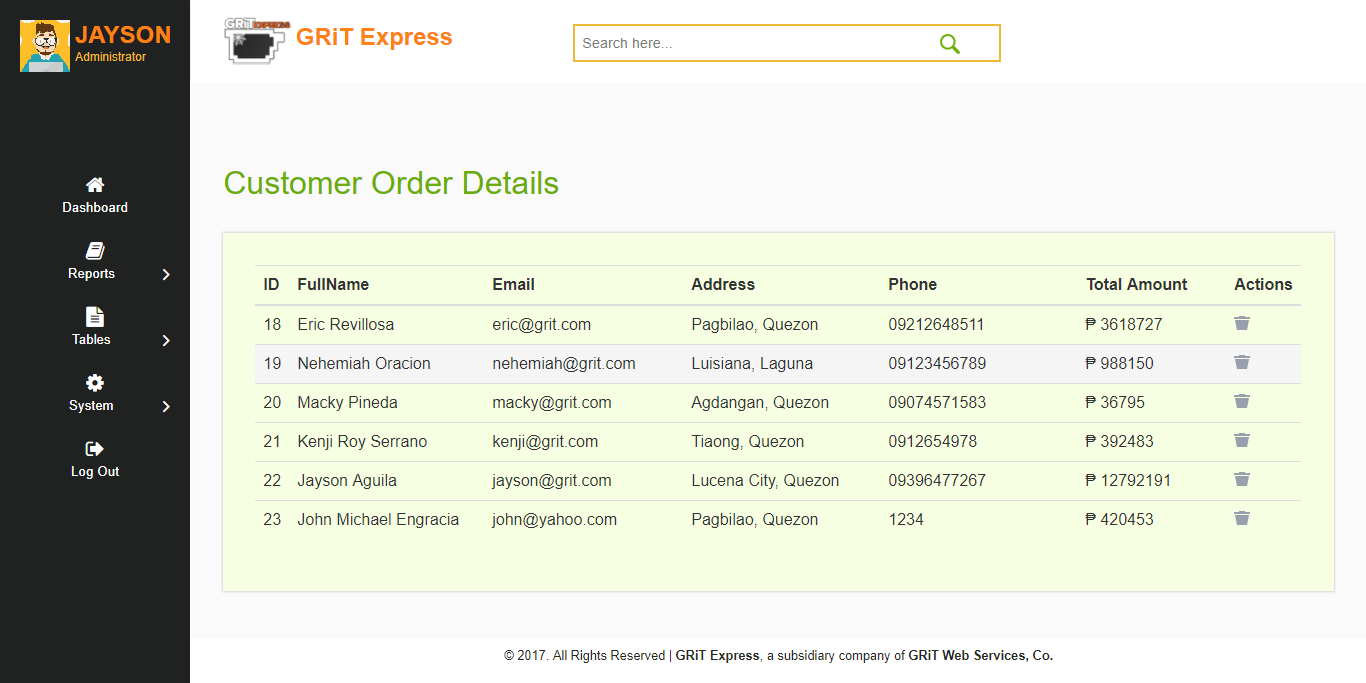 JAYSON
Administrator
GRiT EXPRESS
GRiT Express
Search here...
Dashboard
Reports
Tables
System
Log Out
Customer Order Details
ID FullName Email Address Phone Total Amount Actions
18 Eric Revillosa eric@grit.com Pagbilao, Quezon 09212648511 ₱ 3618727
19 Nehemiah Oracion nehemiah@grit.com Luisiana, Laguna 09123456789 ₱ 988150
20 Macky Pineda macky@grit.com Agdangan, Quezon 09074571583 ₱ 36795
21 Kenji Roy Serrano kenji@grit.com Tiaong, Quezon 0912654978 ₱ 392483
22 Jayson Aguila jayson@grit.com Lucena City, Quezon 09396477267 ₱ 12792191
23 John Michael Engracia john@yahoo.com Pagbilao, Quezon 1234 ₱ 420453
© 2017. All Rights Reserved | GRiT Express, a subsidiary company of GRiT Web Services, Co.